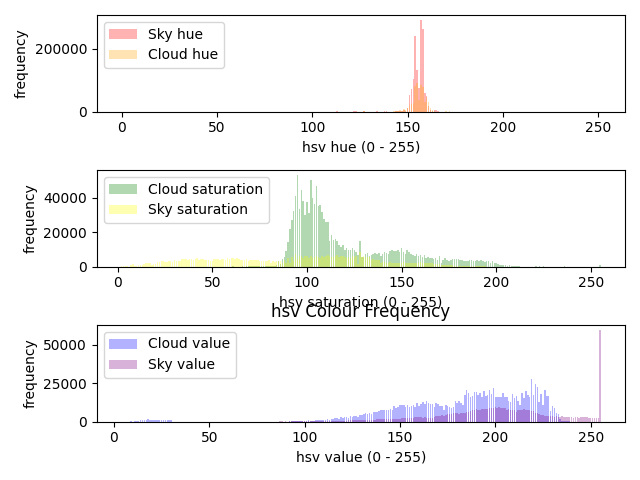 frequency
200000
0
Sky hue
Cloud hue
0 50 100 150 200 250
hsv hue (0 - 255)
frequency
40000
20000
0
Cloud saturation
Sky saturation
0 50 100 150 200 250
hsv saturation (0 - 255)
hsv Colour Frequency
frequency
50000
25000
0
Cloud value
Sky value
0 50 100 150 200 250
hsv value (0 - 255)